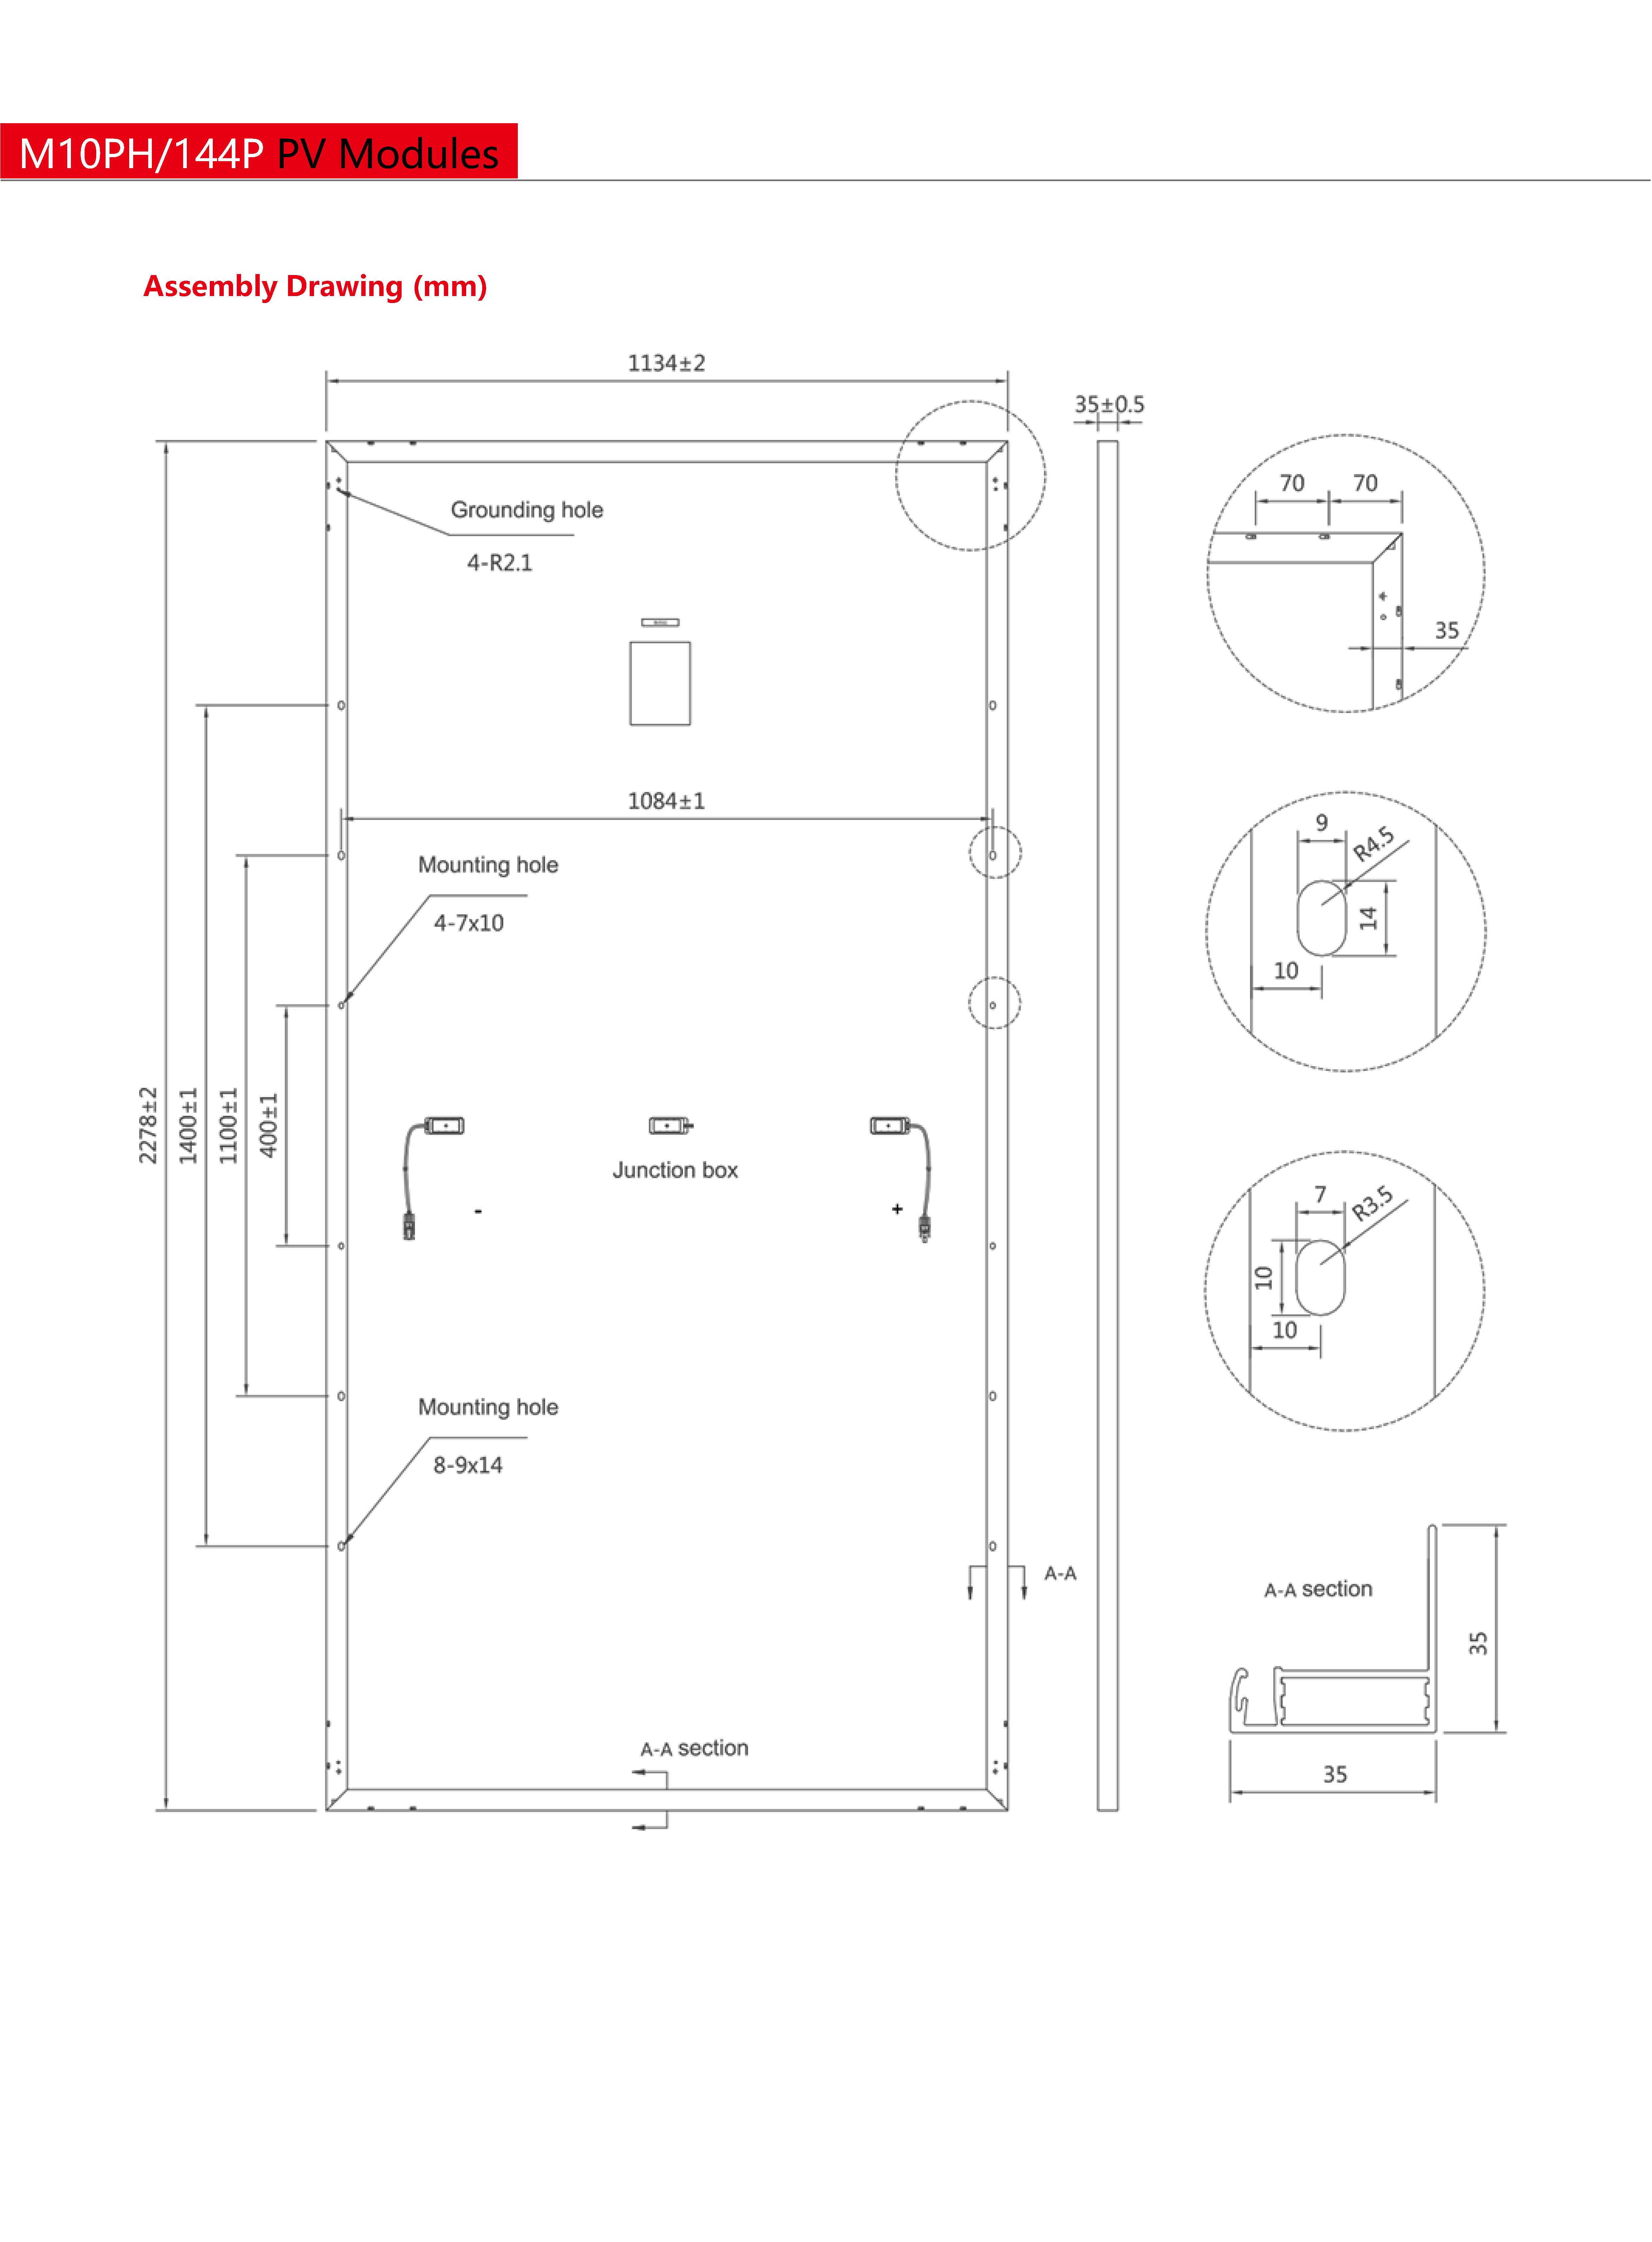 M10PH/144P PV Modules
Assembly Drawing (mm)
1134±2
35±0.5
70 70
Grounding hole
4-R2.1
35
1084±1
9
R4.5
Mounting hole
4-7x10
14
10
2278±2
1400±1
1100±1
400±1
Junction box
- +
7
R3.5
10
10
Mounting hole
8-9x14
A-A
A-A section
35
A-A section
35